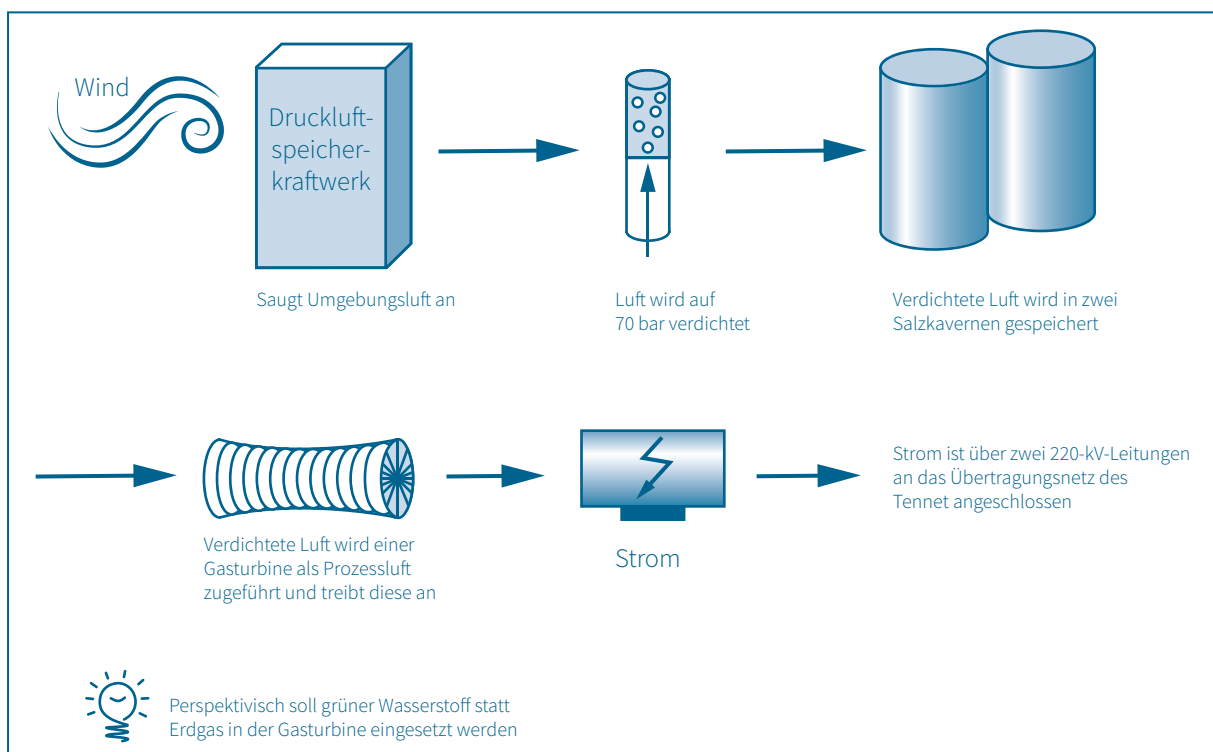 Wind
Druckluft-
speicher-
kraftwerk
Saugt Umgebungsluft an
Luft wird auf
70 bar verdichtet
Verdichtete Luft wird in zwei
Salzkavernen gespeichert
Verdichtete Luft wird einer
Gasturbine als Prozessluft
zugeführt und treibt diese an
Strom
Strom ist über zwei 220-kV-Leitungen
an das Übertragungsnetz des
Tennet angeschlossen
Perspektivisch soll grüner Wasserstoff statt
Erdgas in der Gasturbine eingesetzt werden